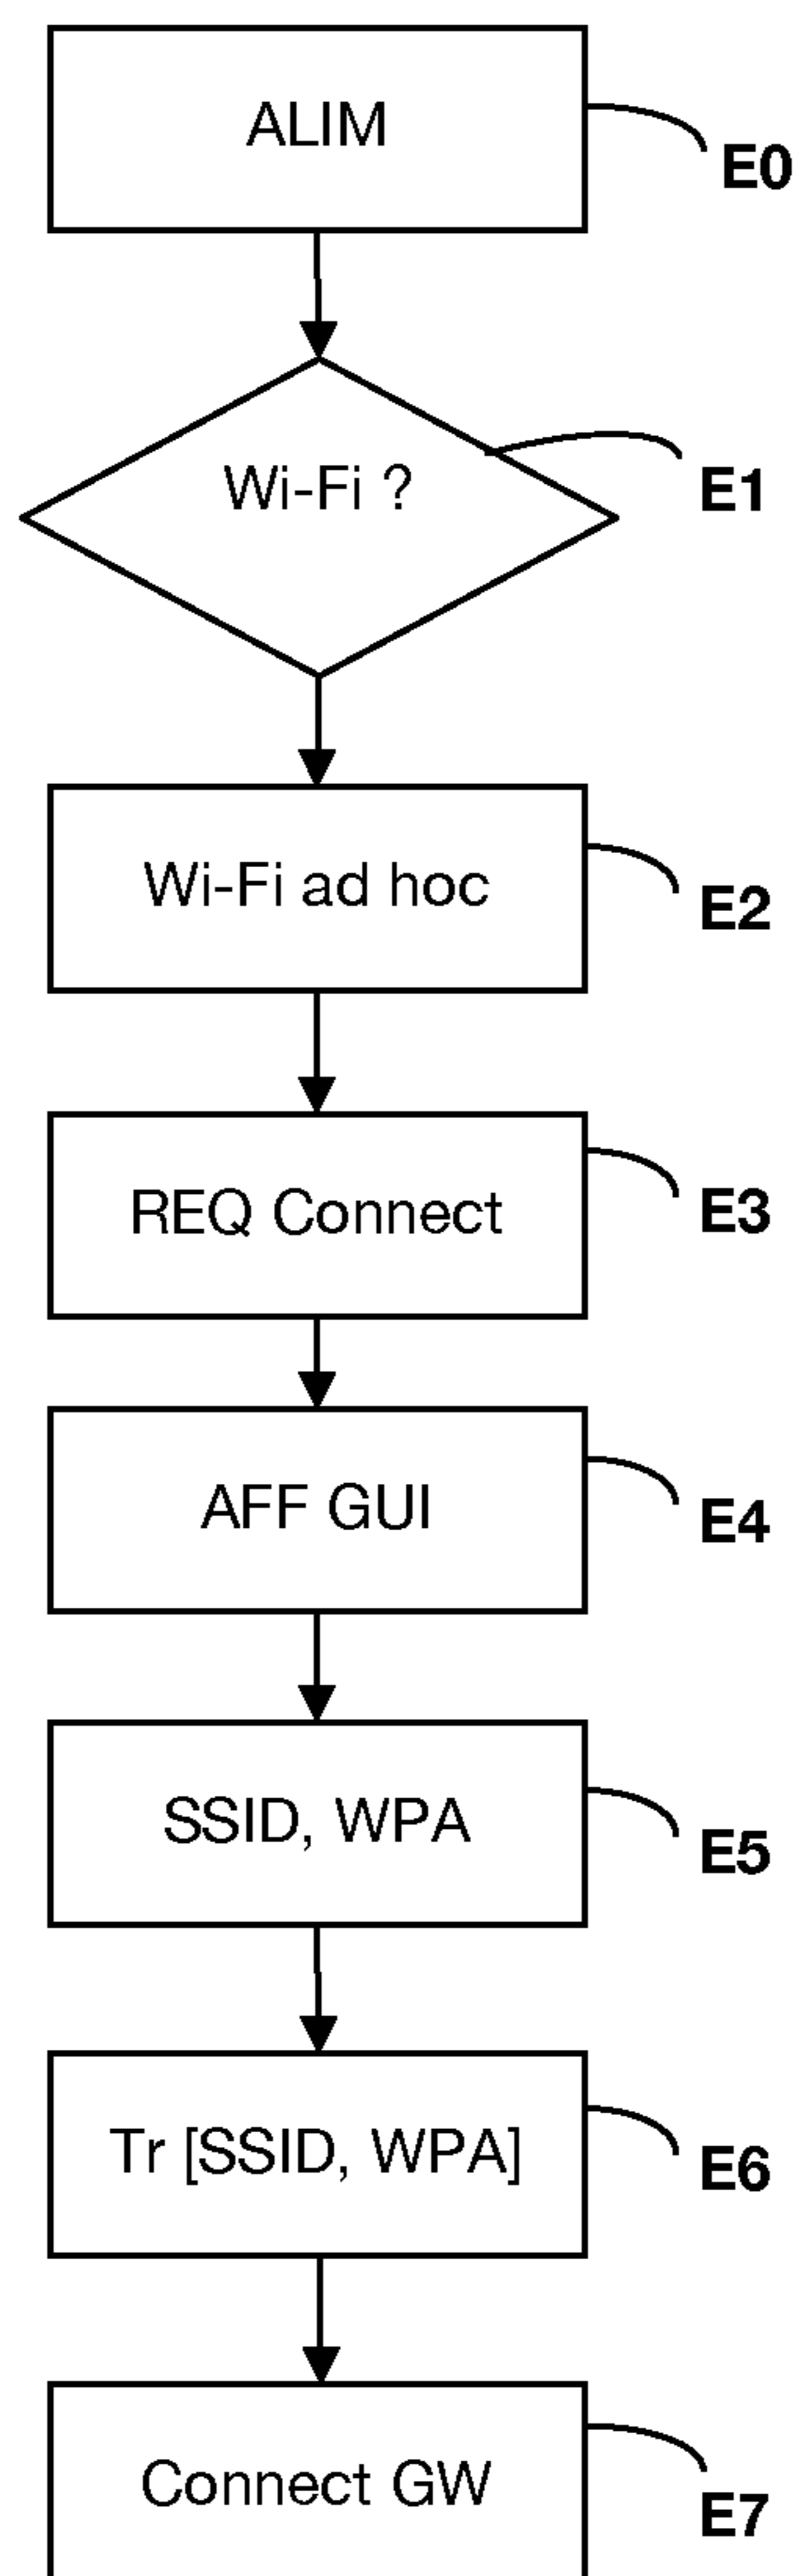 ALIM
E0
Wi-Fi ?
E1
Wi-Fi ad hoc
E2
REQ Connect
E3
AFF GUI
E4
SSID, WPA
E5
Tr [SSID, WPA]
E6
Connect GW
E7